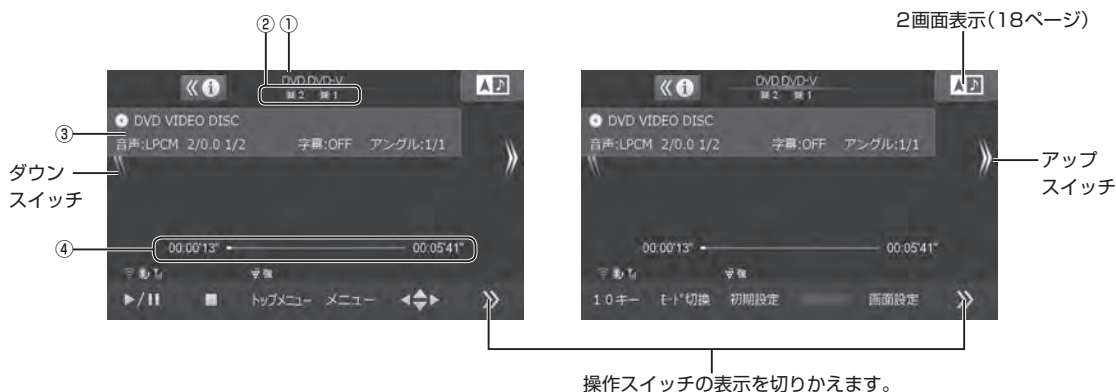 2画面表示(18ページ)
② ①
DVD DVD-V
2 1
③
DVD VIDEO DISC
音声:LPCM 2/0.0 1/2 字幕:OFF アングル:1/1
ダウン
スイッチ
④
00:00'13" 00:05'41"
強
▶/II ■ トップメニュー メニュー
DVD DVD-V
2 1
DVD VIDEO DISC
音声:LPCM 2/0.0 1/2 字幕:OFF アングル:1/1
アップ
スイッチ
00:00'13" 00:05'41"
強
10キー モード切換 初期設定 画面設定
操作スイッチの表示を切りかえます。